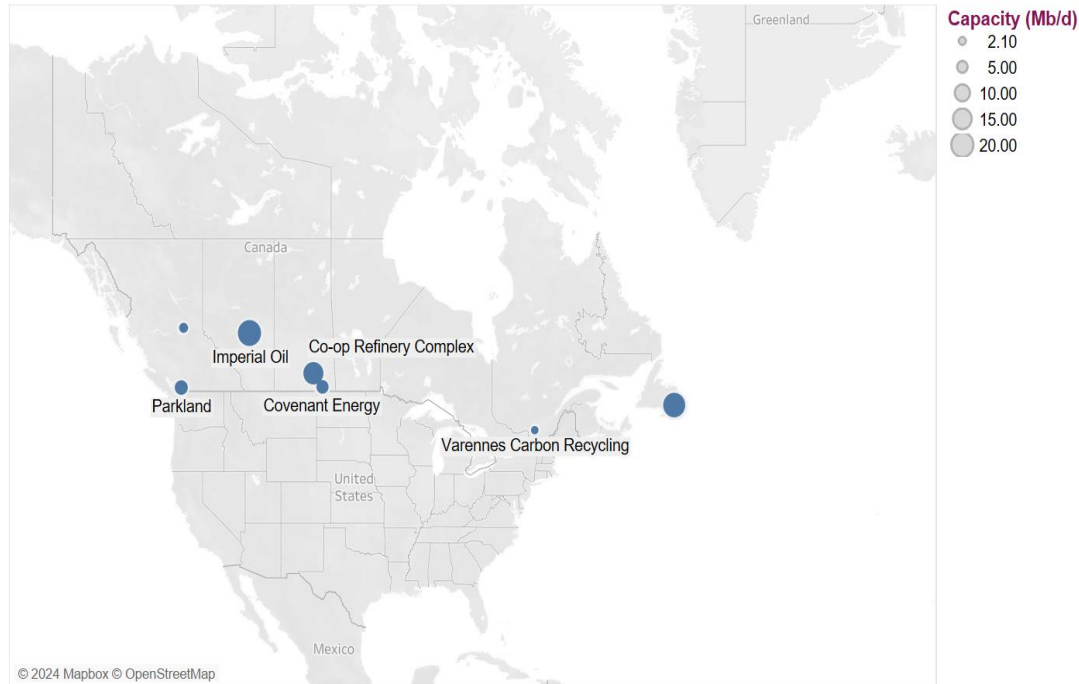 Greenland
Capacity (Mb/d)
2.10
5.00
10.00
15.00
20.00
Canada
Imperial Oil
Co-op Refinery Complex
Parkland
Covenant Energy
Varennes Carbon Recycling
United
States
Mexico
© 2024 Mapbox © OpenStreetMap